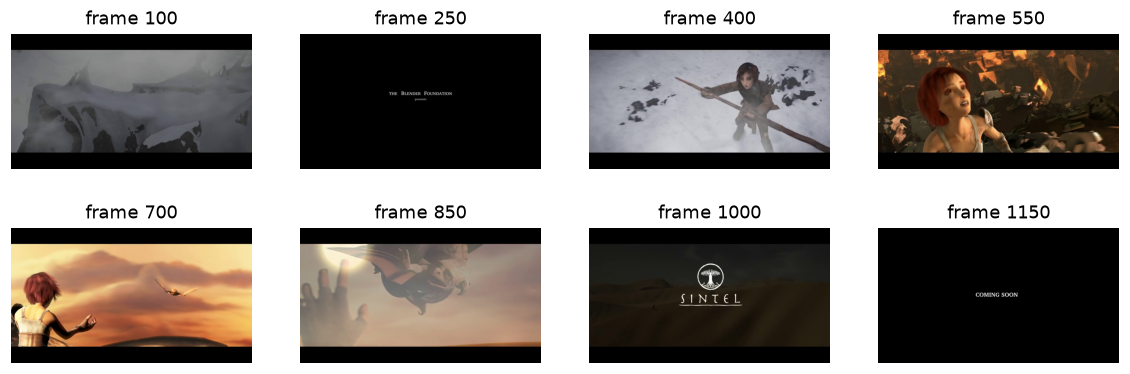 frame 100
frame 250
frame 400
frame 550
THE BLENDER FOUNDATION
presents
frame 700
frame 850
frame 1000
frame 1150
SINTEL
COMING SOON